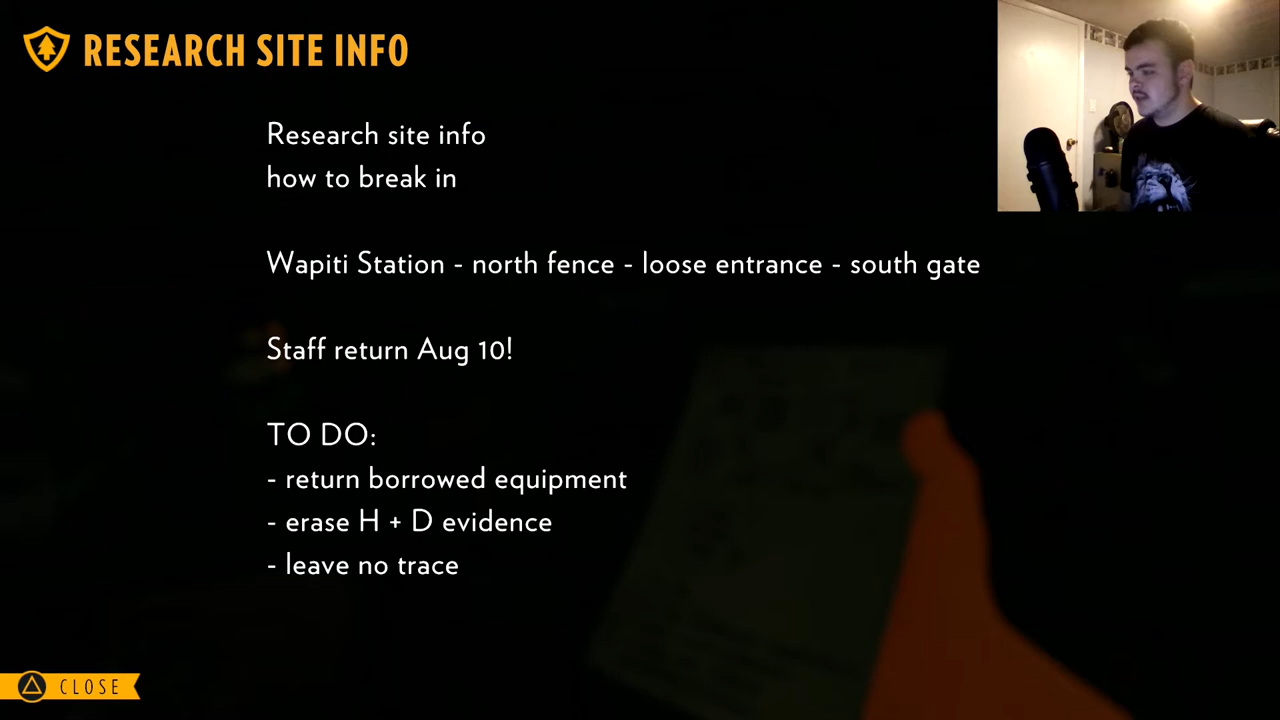 RESEARCH SITE INFO
Research site info
how to break in
Wapiti Station - north fence - loose entrance - south gate
Staff return Aug 10!
TO DO:
- return borrowed equipment
- erase H + D evidence
- leave no trace
CLOSE